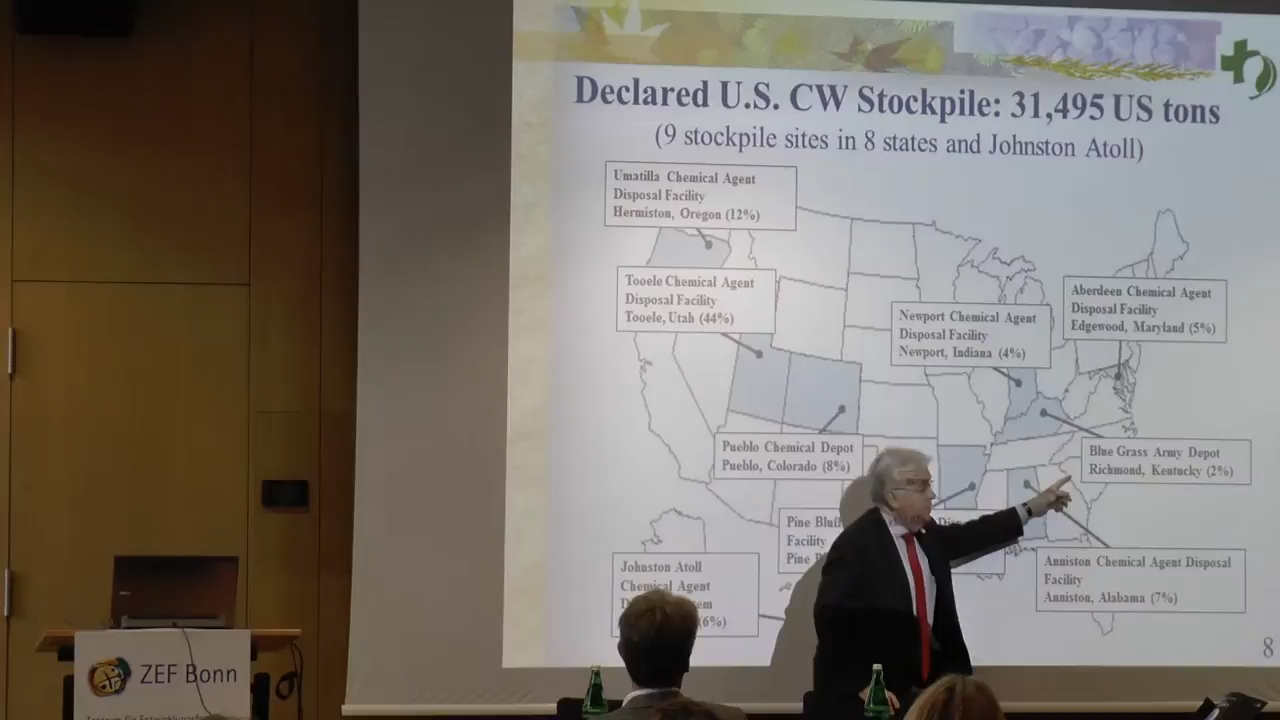 Declared U.S. CW Stockpile: 31,495 US tons
(9 stockpile sites in 8 states and Johnston Atoll)
Umatilla Chemical Agent
Disposal Facility
Hermiston, Oregon (12%)
Tooele Chemical Agent
Disposal Facility
Tooele, Utah (44%)
Newport Chemical Agent
Disposal Facility
Newport, Indiana (4%)
Aberdeen Chemical Agent
Disposal Facility
Edgewood, Maryland (5%)
Pueblo Chemical Depot
Pueblo, Colorado (8%)
Blue Grass Army Depot
Richmond, Kentucky (2%)
Pine
Facility
Pine
Johnston Atoll
Chemical Agent
(6%)
Anniston Chemical Agent Disposal
Facility
Anniston, Alabama (7%)
8
ZEF Bonn